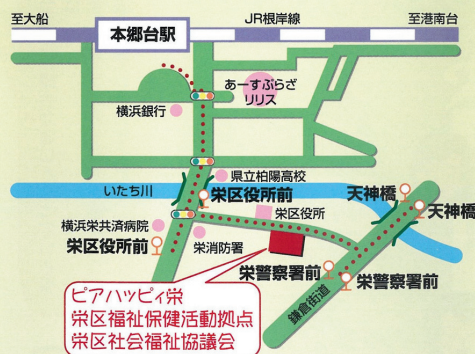 至大船
JR根岸線
至港南台
本郷台駅
あーすぷらざ
リリス
横浜銀行
県立柏陽高校
いたち川
栄区役所前
天神橋
天神橋
栄区役所
横浜栄共済病院
栄区役所前
栄消防署
栄警察署前
栄警察署前
鎌倉街道
ピアハッピィ栄
栄区福祉保健活動拠点
栄区社会福祉協議会